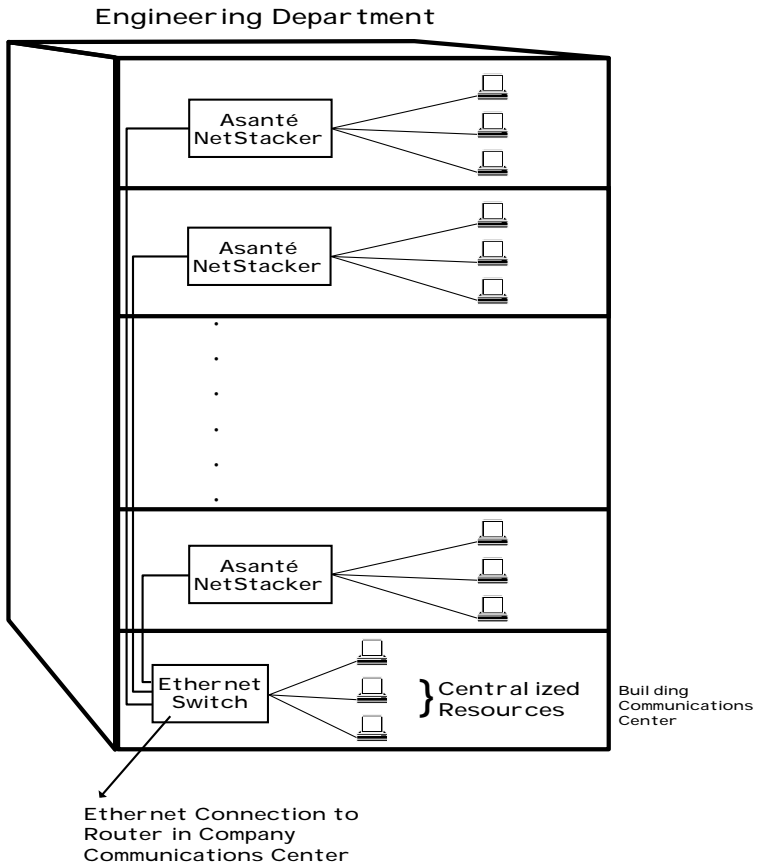 Engineering Department
Asanté
NetStacker
Asanté
NetStacker
Asanté
NetStacker
Ethernet
Switch
Centralized
Resources
Building
Communications
Center
Ethernet Connection to
Router in Company
Communications Center